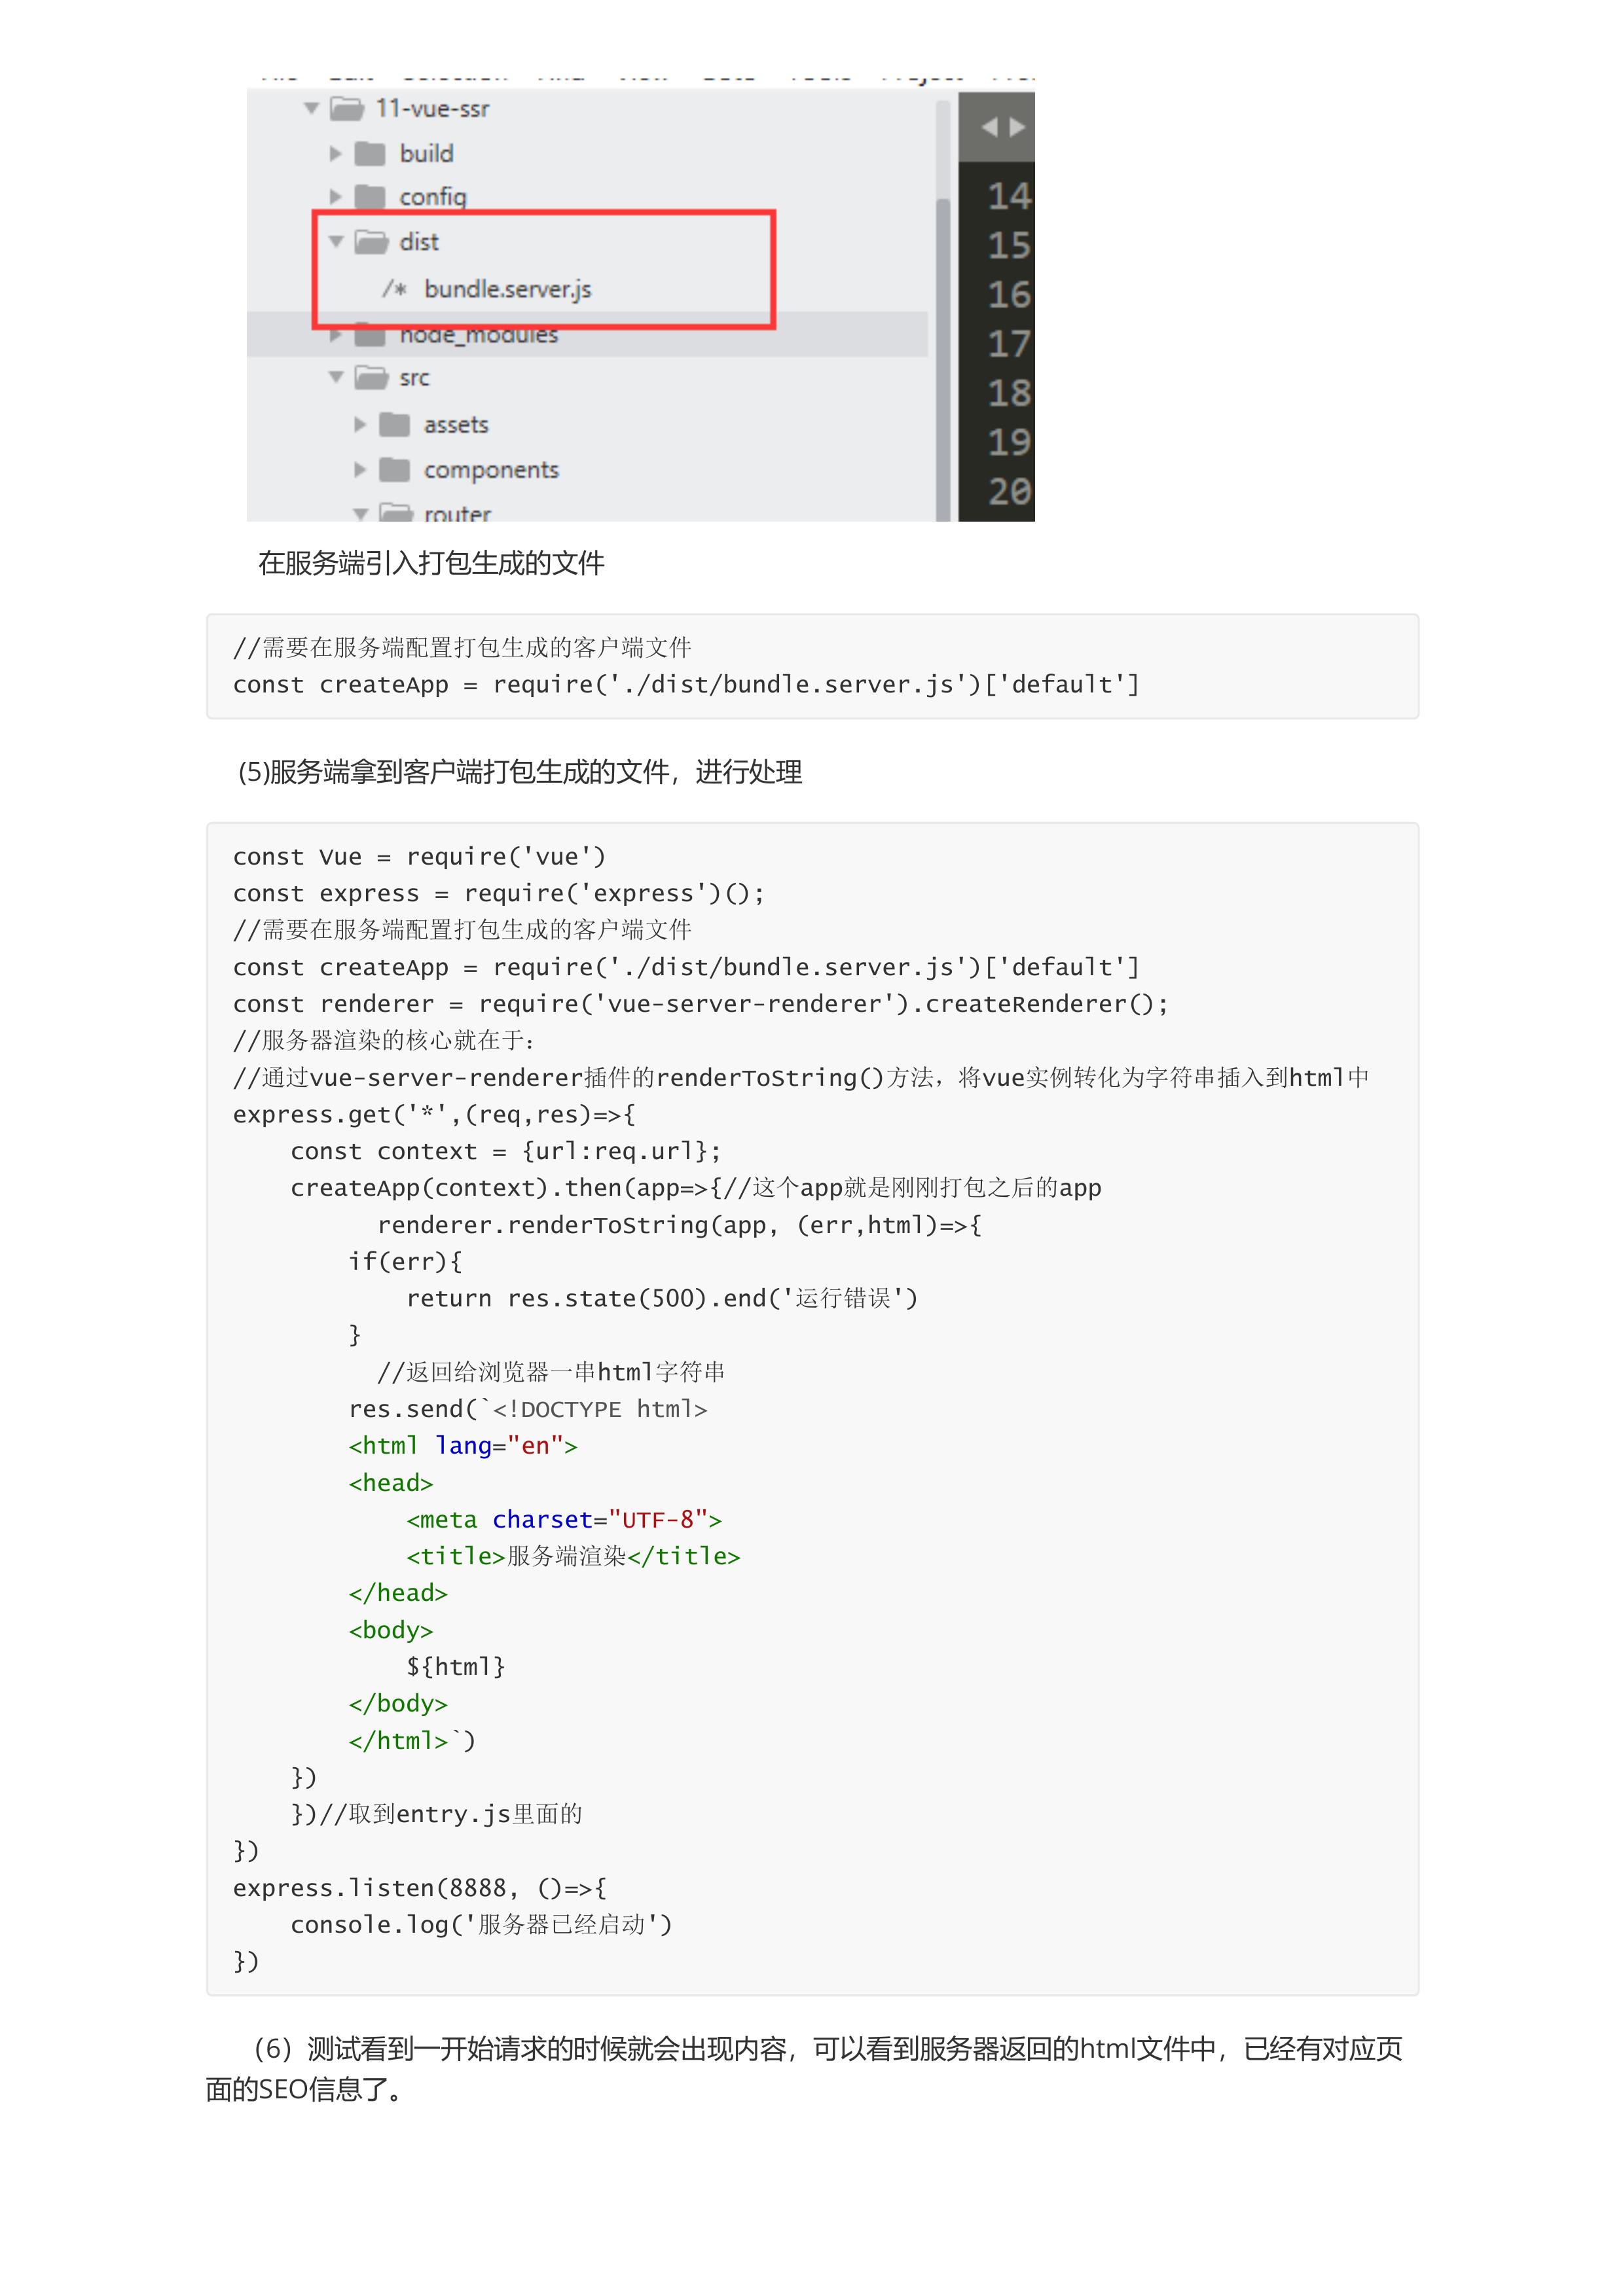 11-vue-ssr
build
config
dist
/* bundle.server.js
node_modules
src
assets
components
router
14
15
16
17
18
19
20
在服务端引入打包生成的文件
//需要在服务端配置打包生成的客户端文件
const createApp = require('./dist/bundle.server.js')['default']
(5)服务端拿到客户端打包生成的文件，进行处理
const Vue = require('vue')
const express = require('express')();
//需要在服务端配置打包生成的客户端文件
const createApp = require('./dist/bundle.server.js')['default']
const renderer = require('vue-server-renderer').createRenderer();
//服务器渲染的核心就在于：
//通过vue-server-renderer插件的renderToString()方法，将vue实例转化为字符串插入到html中
express.get('*',(req,res)=>{
    const context = {url:req.url};
    createApp(context).then(app=>{//这个app就是刚刚打包之后的app
          renderer.renderToString(app, (err,html)=>{
        if(err){
            return res.state(500).end('运行错误')
        }
          //返回给浏览器一串html字符串
        res.send(`<!DOCTYPE html>
        <html lang="en">
        <head>
            <meta charset="UTF-8">
            <title>服务端渲染</title>
        </head>
        <body>
            ${html}
        </body>
        </html>`)
    })
    })//取到entry.js里面的
})
express.listen(8888, ()=>{
    console.log('服务器已经启动')
})
（6）测试看到一开始请求的时候就会出现内容，可以看到服务器返回的html文件中，已经有对应页
面的SEO信息了。